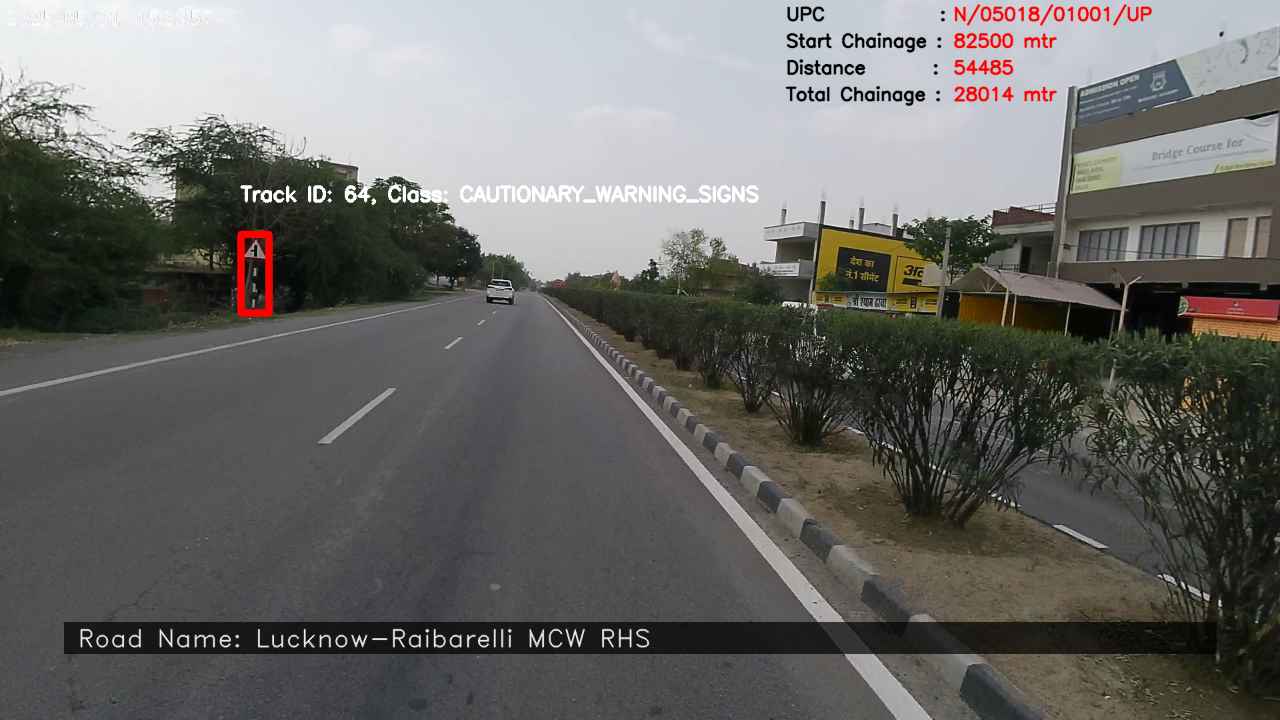 UPC : N/05018/01001/UP
Start Chainage : 82500 mtr
Distance : 54485
Total Chainage : 28014 mtr
ADMISSION OPEN
Bridge Course for
Track ID: 64, Class: CAUTIONARY_WARNING_SIGNS
देश का
नं.1 सीमेंट
Road Name: Lucknow-Raibarelli MCW RHS